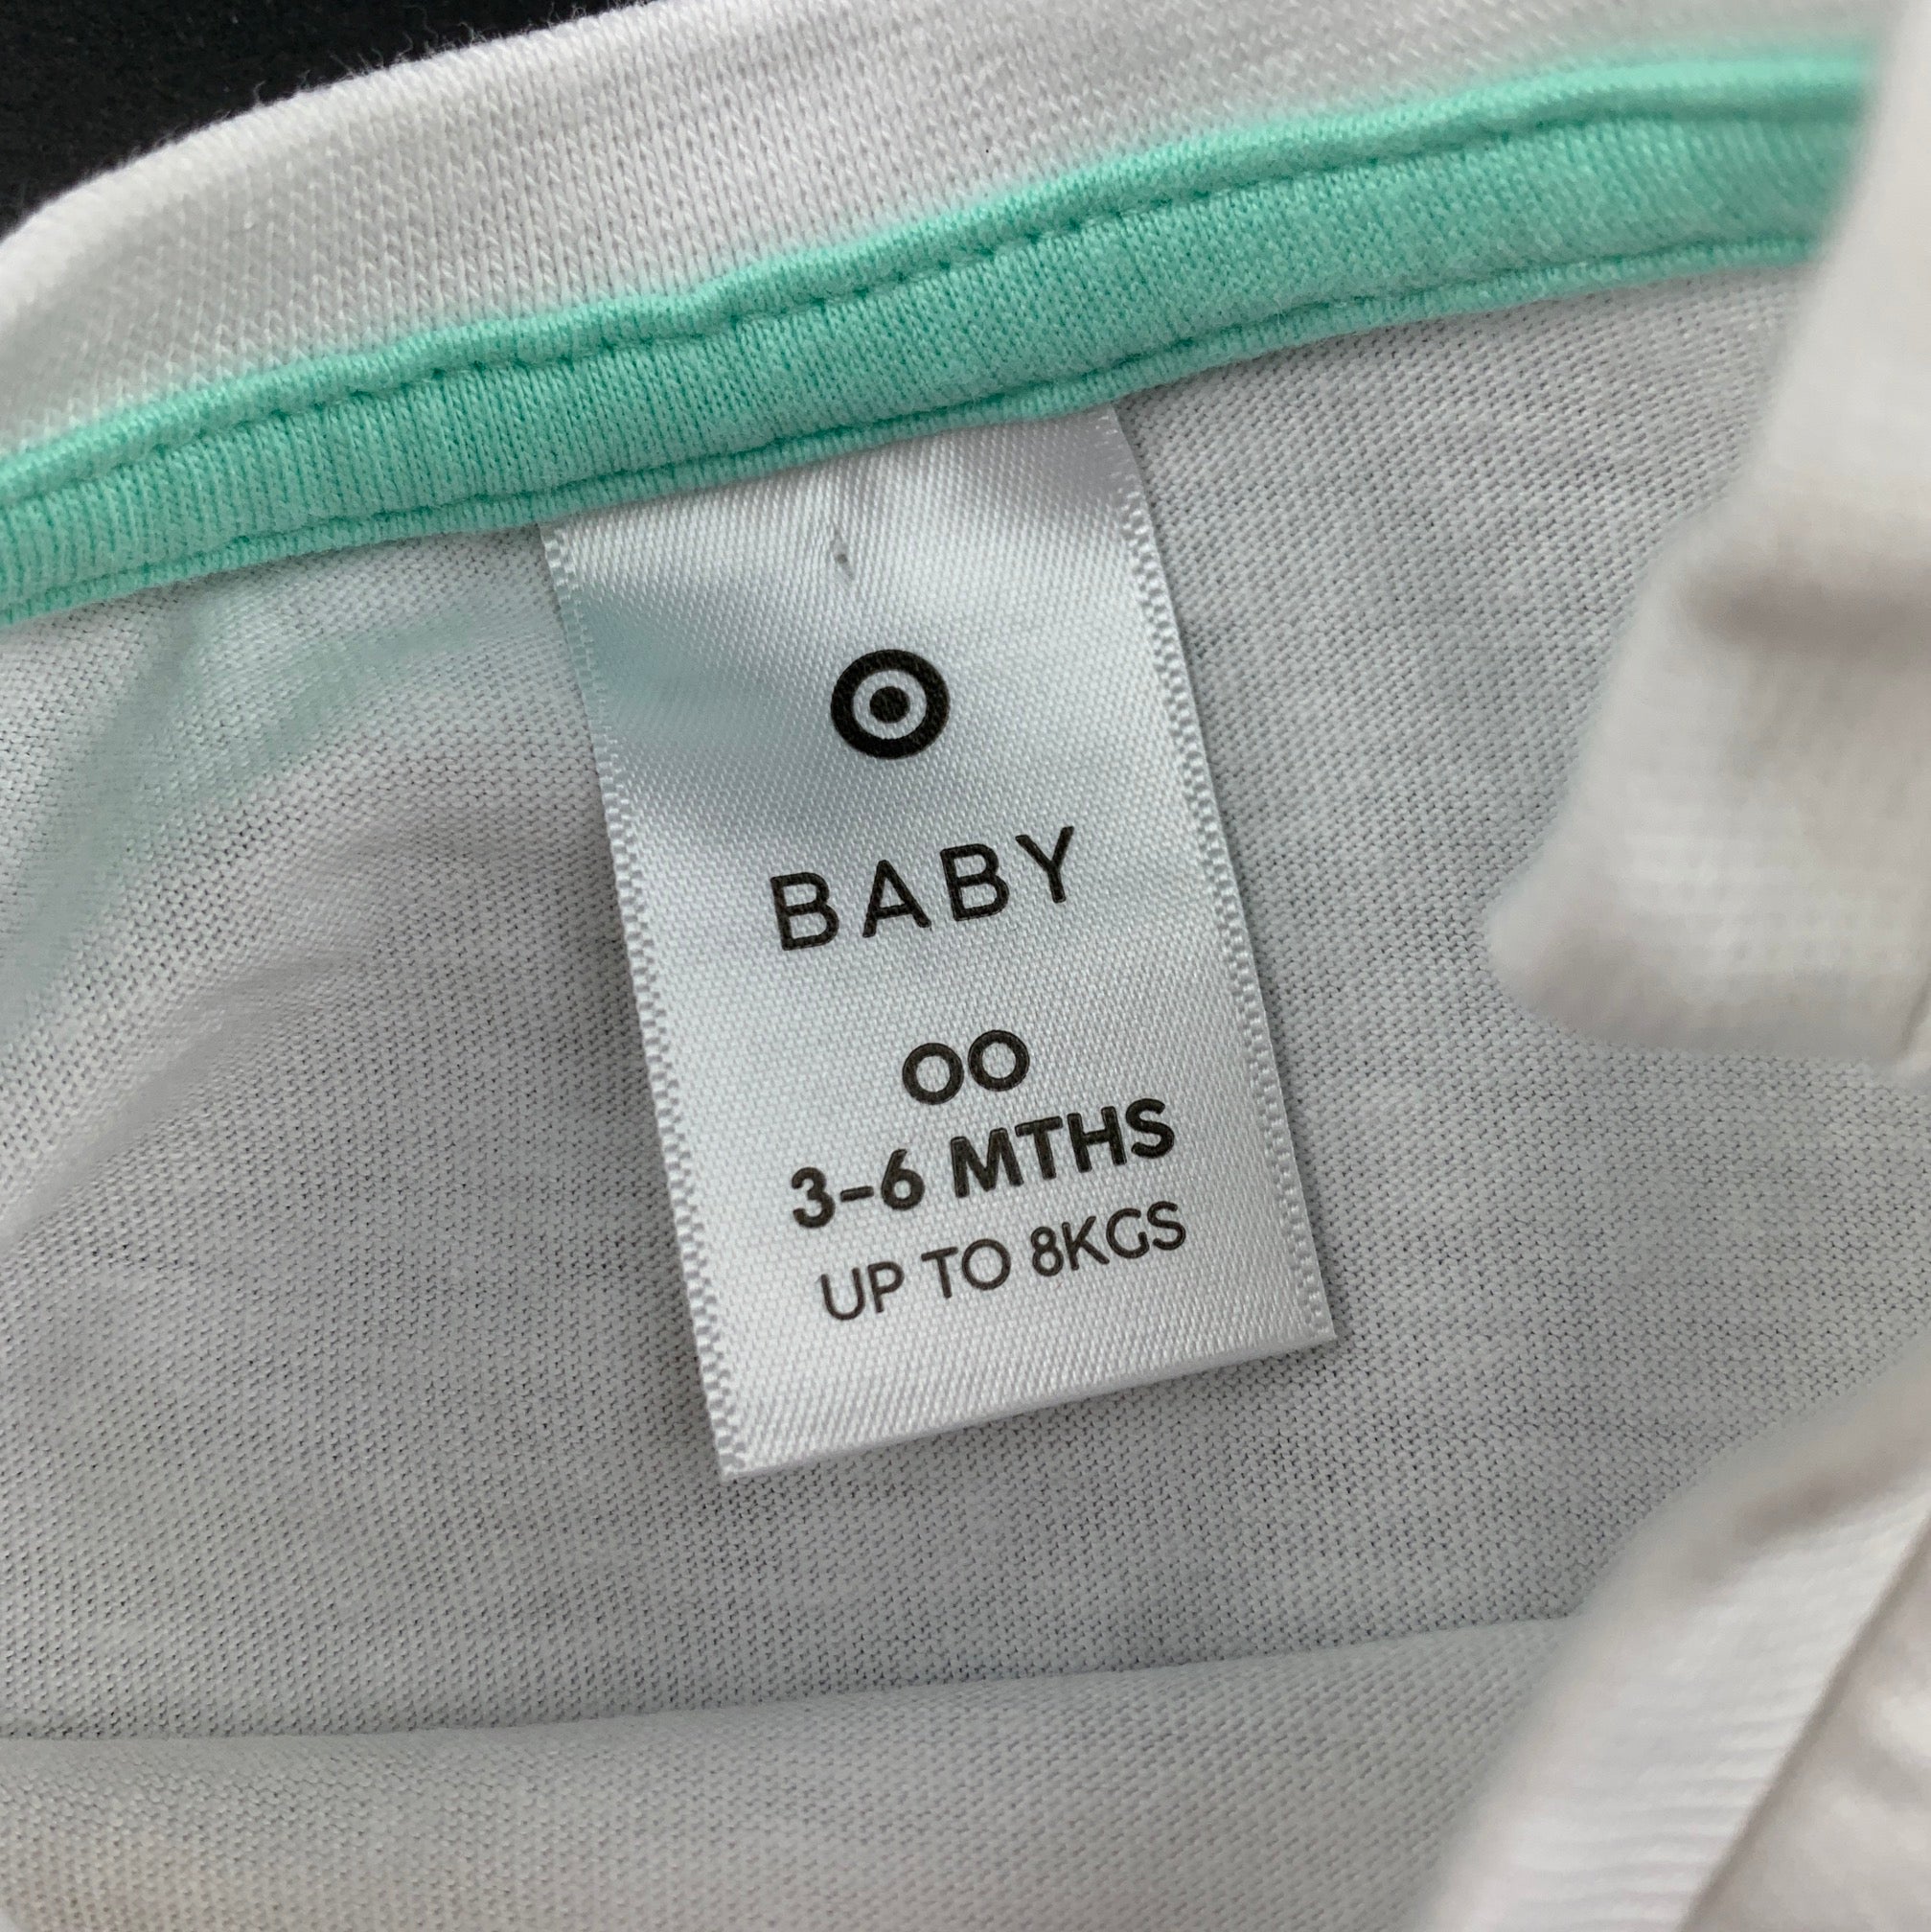 BABY
00
3-6 MTHS
UP TO 8KGS